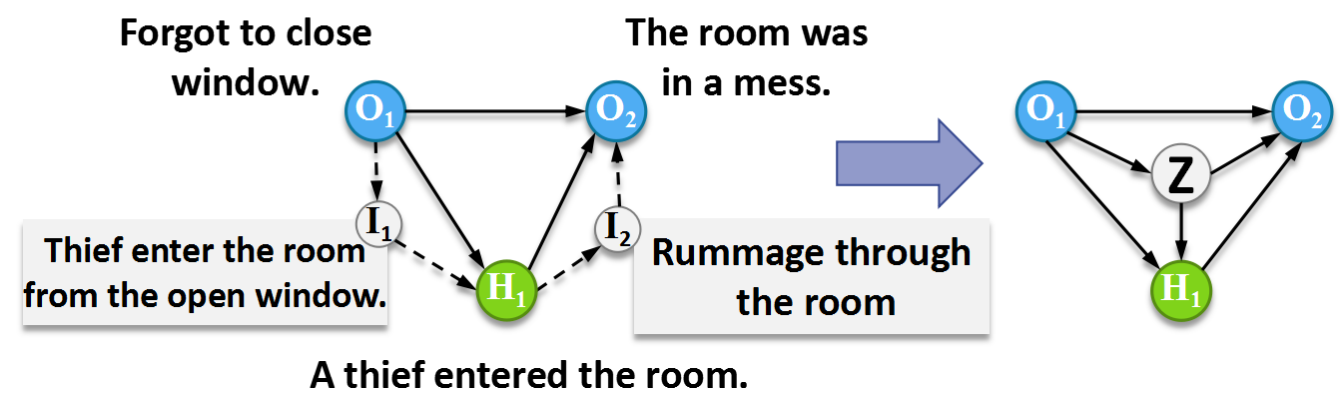 Forgot to close
window.
The room was
in a mess.
O1
O2
I1
I2
Thief enter the room
from the open window.
H1
Rummage through
the room
A thief entered the room.
O1
O2
Z
H1